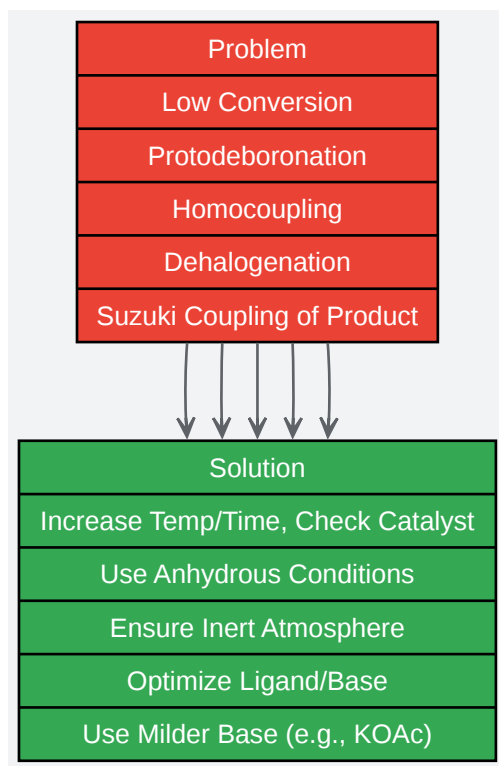 Problem
Low Conversion
Protodeboronation
Homocoupling
Dehalogenation
Suzuki Coupling of Product
Solution
Increase Temp/Time, Check Catalyst
Use Anhydrous Conditions
Ensure Inert Atmosphere
Optimize Ligand/Base
Use Milder Base (e.g., KOAc)